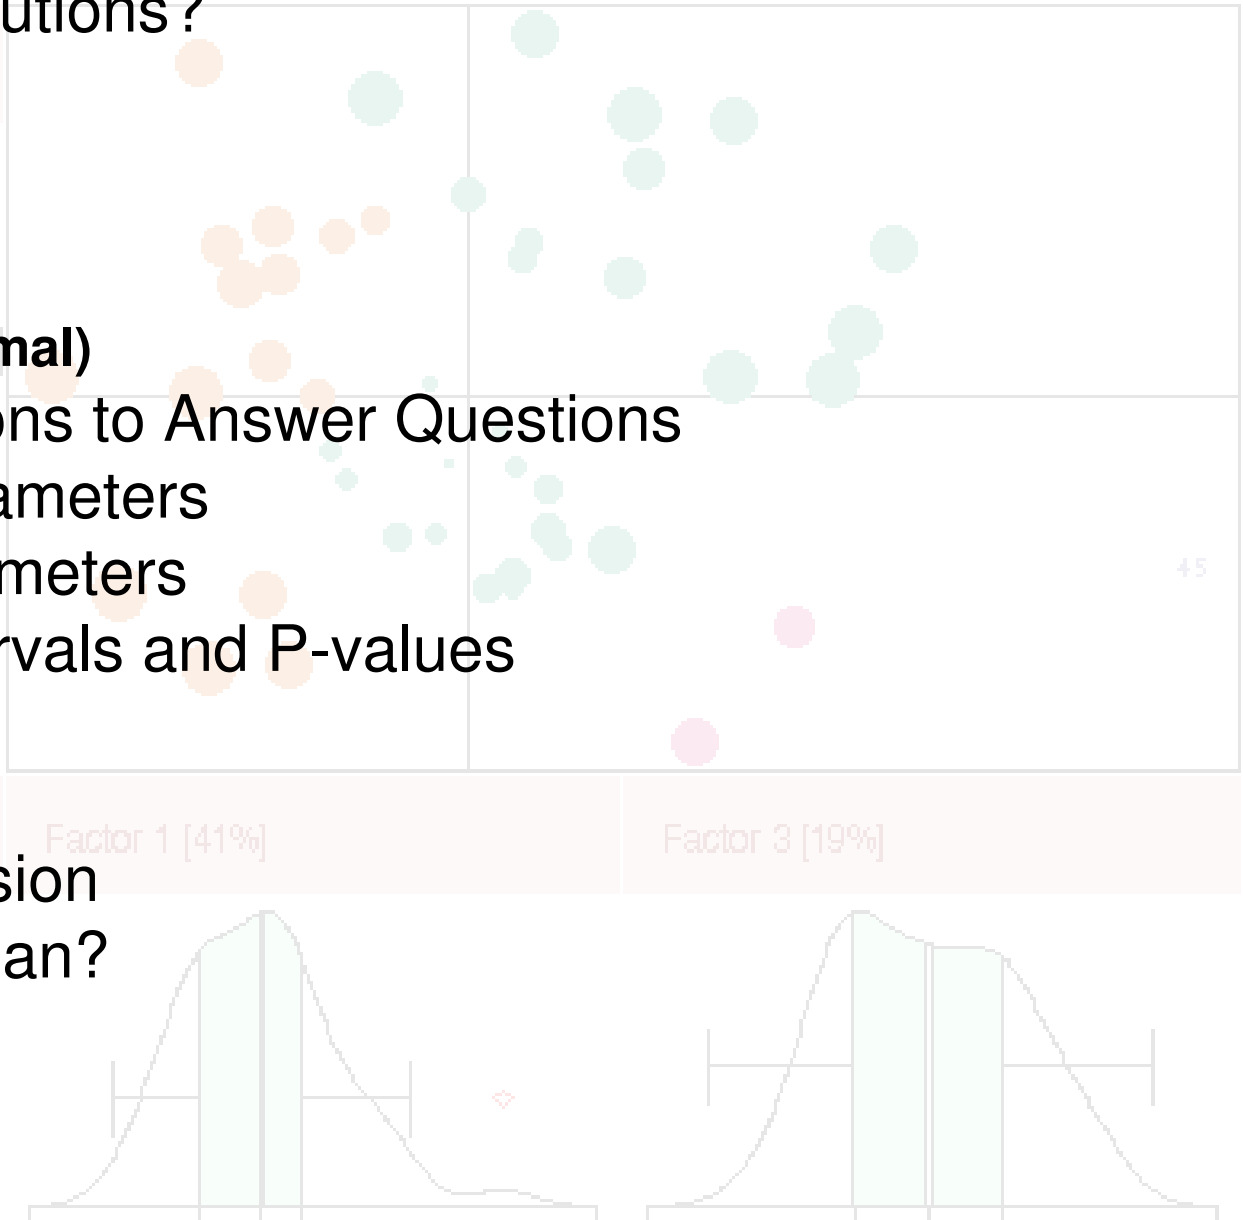 utions?
mal)
ons to Answer Questions
ameters
meters
45
rvals and P-values
Factor 1 [41%]
Factor 3 [19%]
sion
an?